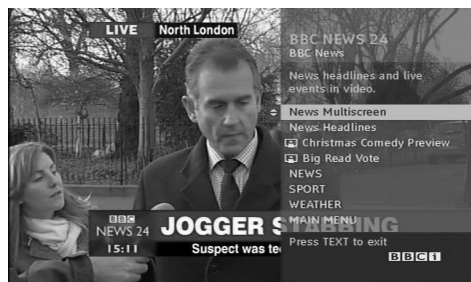 LIVE North London
BBC NEWS 24
BBC News
News headlines and live
events in video.
News Multiscreen
News Headlines
Christmas Comedy Preview
Big Read Vote
NEWS
SPORT
WEATHER
MAIN MENU
Press TEXT to exit
BBC 1
BBC
NEWS 24
15:11
JOGGER STABBING
Suspect was